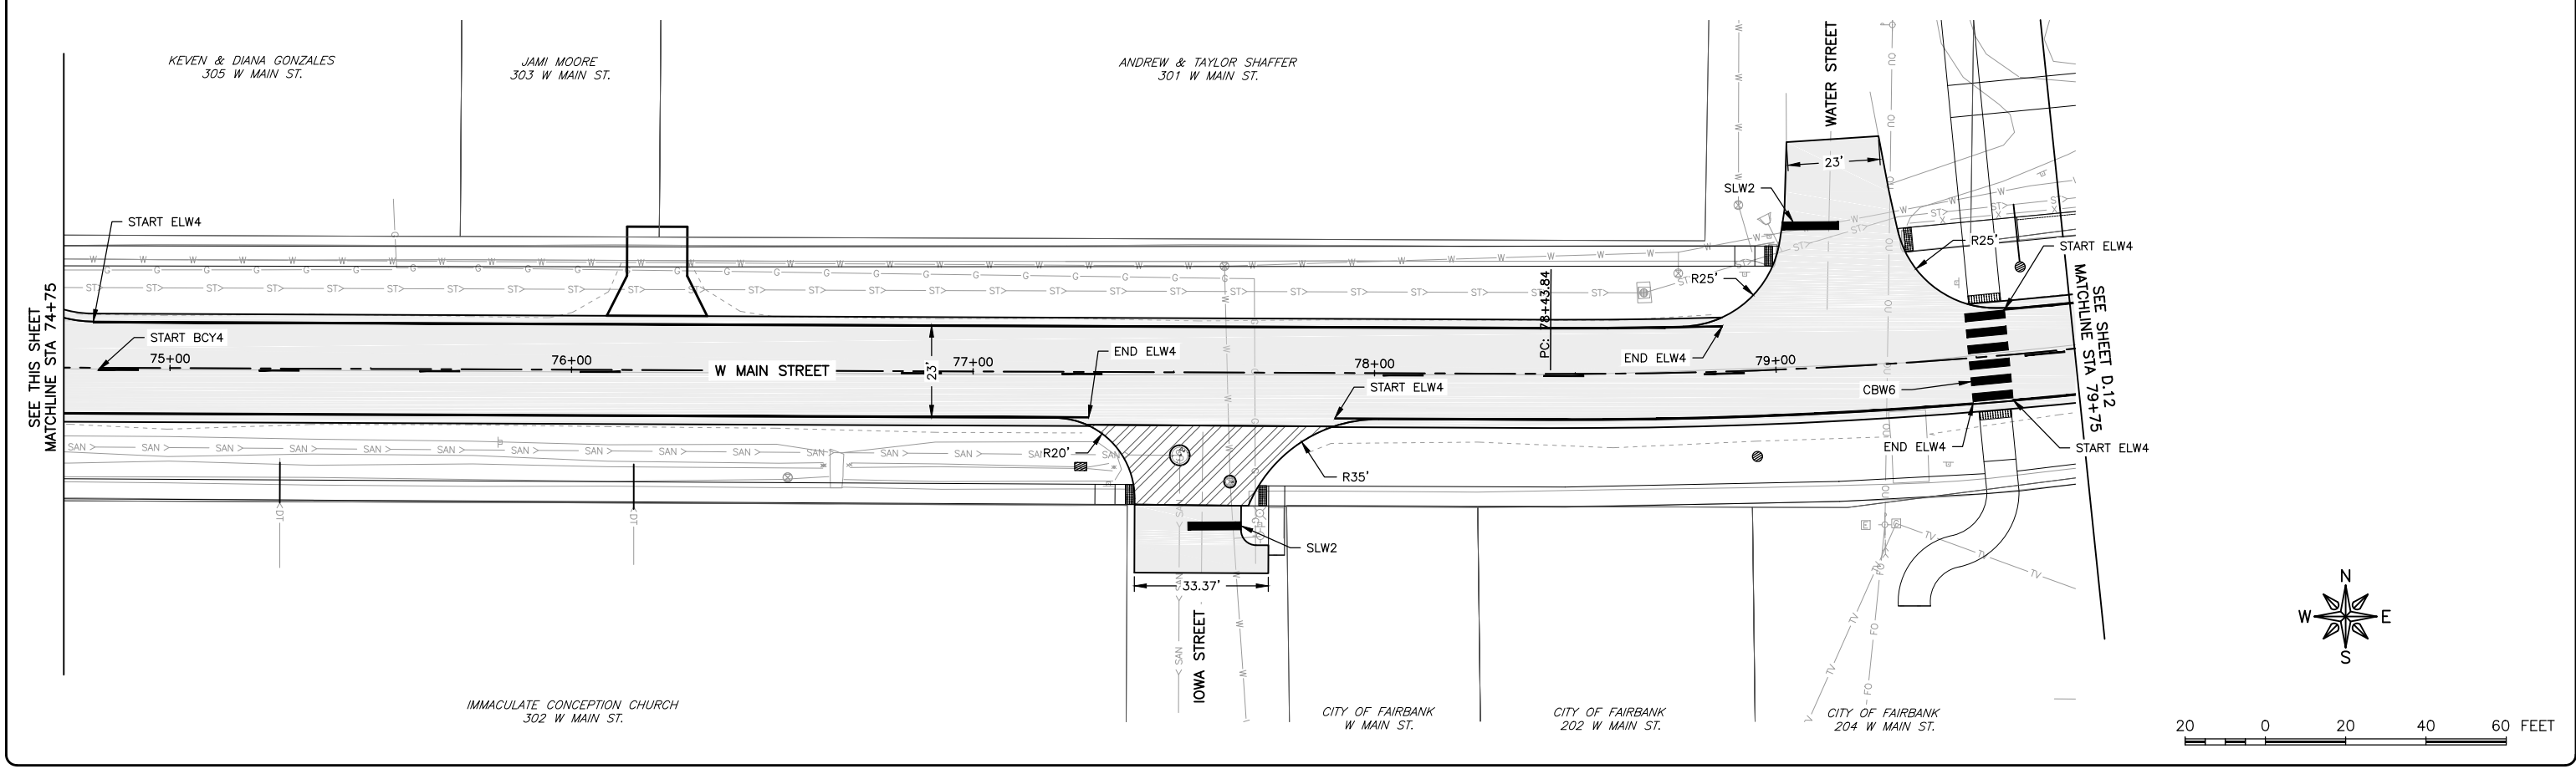 KEVEN & DIANA GONZALES
305 W MAIN ST.
JAMI MOORE
303 W MAIN ST.
ANDREW & TAYLOR SHAFFER
301 W MAIN ST.
WATER STREET
23'
SLW2
START ELW4
R25'
R25'
START ELW4
SEE THIS SHEET
MATCHLINE STA 74+75
START BCY4
75+00
76+00
W MAIN STREET
23'
77+00
END ELW4
78+00
START ELW4
PC: 78+43.84
END ELW4
79+00
CBW6
SEE SHEET D.12
MATCHLINE STA 79+75
END ELW4
START ELW4
R20'
R35'
SLW2
33.37'
IOWA STREET
IMMACULATE CONCEPTION CHURCH
302 W MAIN ST.
CITY OF FAIRBANK
W MAIN ST.
CITY OF FAIRBANK
202 W MAIN ST.
CITY OF FAIRBANK
204 W MAIN ST.
N
W E
S
20 0 20 40 60 FEET